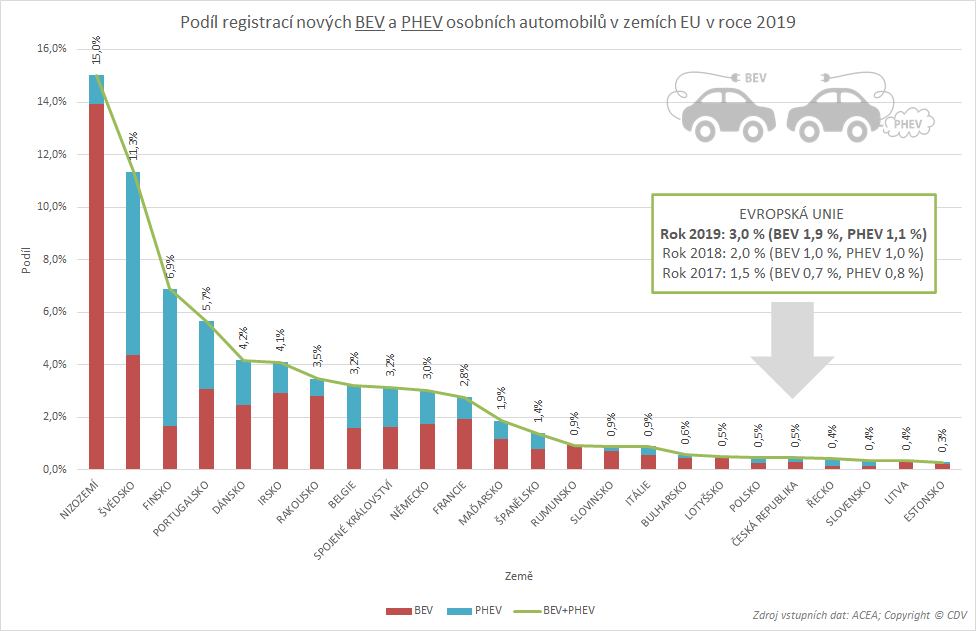 Podíl registrací nových BEV a PHEV osobních automobilů v zemích EU v roce 2019
16,0%
14,0%
12,0%
10,0%
8,0%
6,0%
4,0%
2,0%
0,0%
Podíl
15,0%
11,3%
6,9%
5,7%
4,2%
4,1%
3,5%
3,2%
3,2%
3,0%
2,8%
1,9%
1,4%
0,9%
0,9%
0,9%
0,6%
0,5%
0,5%
0,5%
0,4%
0,4%
0,4%
0,3%
BEV
PHEV
EVROPSKÁ UNIE
Rok 2019: 3,0 % (BEV 1,9 %, PHEV 1,1 %)
Rok 2018: 2,0 % (BEV 1,0 %, PHEV 1,0 %)
Rok 2017: 1,5 % (BEV 0,7 %, PHEV 0,8 %)
NIZOZEMÍ
ŠVÉDSKO
FINSKO
PORTUGALSKO
DÁNSKO
IRSKO
RAKOUSKO
BELGIE
SPOJENÉ KRÁLOVSTVÍ
NĚMECKO
FRANCIE
MAĎARSKO
ŠPANĚLSKO
RUMUNSKO
SLOVINSKO
ITÁLIE
BULHARSKO
LOTYŠSKO
POLSKO
ČESKÁ REPUBLIKA
ŘECKO
SLOVENSKO
LITVA
ESTONSKO
Země
BEV
PHEV
BEV+PHEV
Zdroj vstupních dat: ACEA; Copyright © CDV